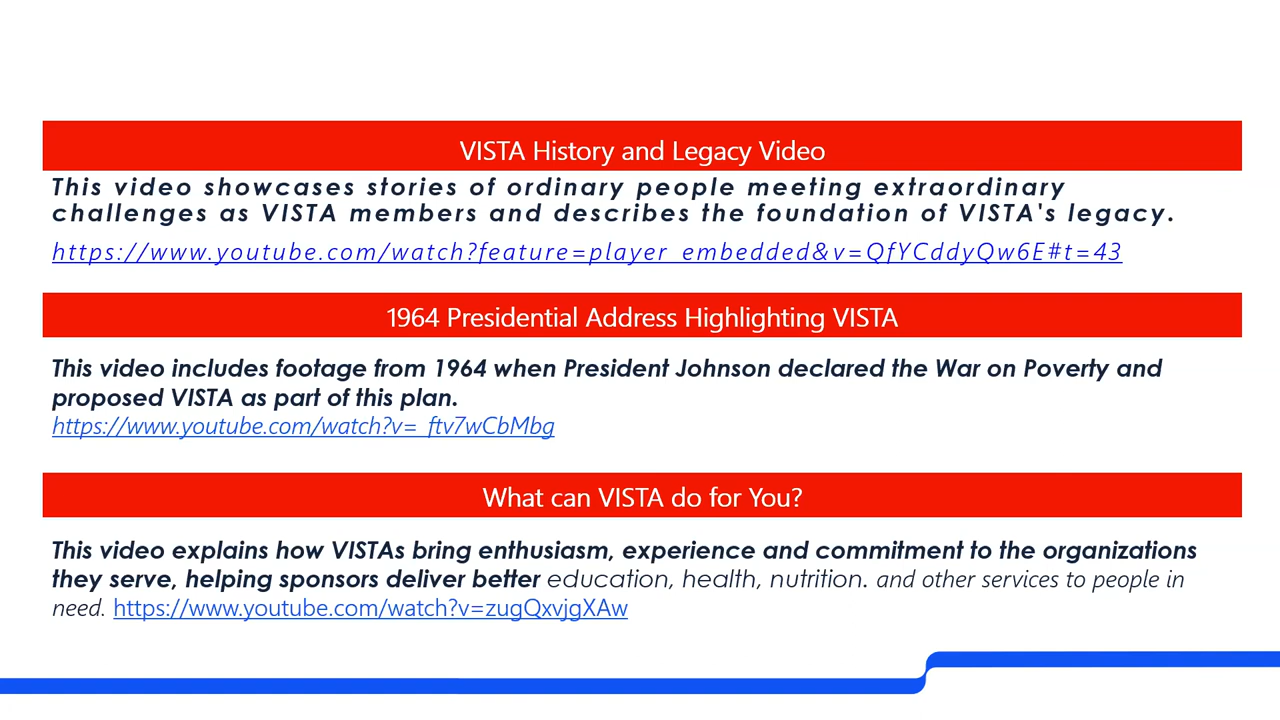 VISTA History and Legacy Video
This video showcases stories of ordinary people meeting extraordinary
challenges as VISTA members and describes the foundation of VISTA's legacy.
https://www.youtube.com/watch?feature=player_embedded&v=QfYCddyQw6E#t=43
1964 Presidential Address Highlighting VISTA
This video includes footage from 1964 when President Johnson declared the War on Poverty and
proposed VISTA as part of this plan.
https://www.youtube.com/watch?v=_ftv7wCbMbg
What can VISTA do for You?
This video explains how VISTAs bring enthusiasm, experience and commitment to the organizations
they serve, helping sponsors deliver better education, health, nutrition. and other services to people in
need. https://www.youtube.com/watch?v=zugQxvjgXAw